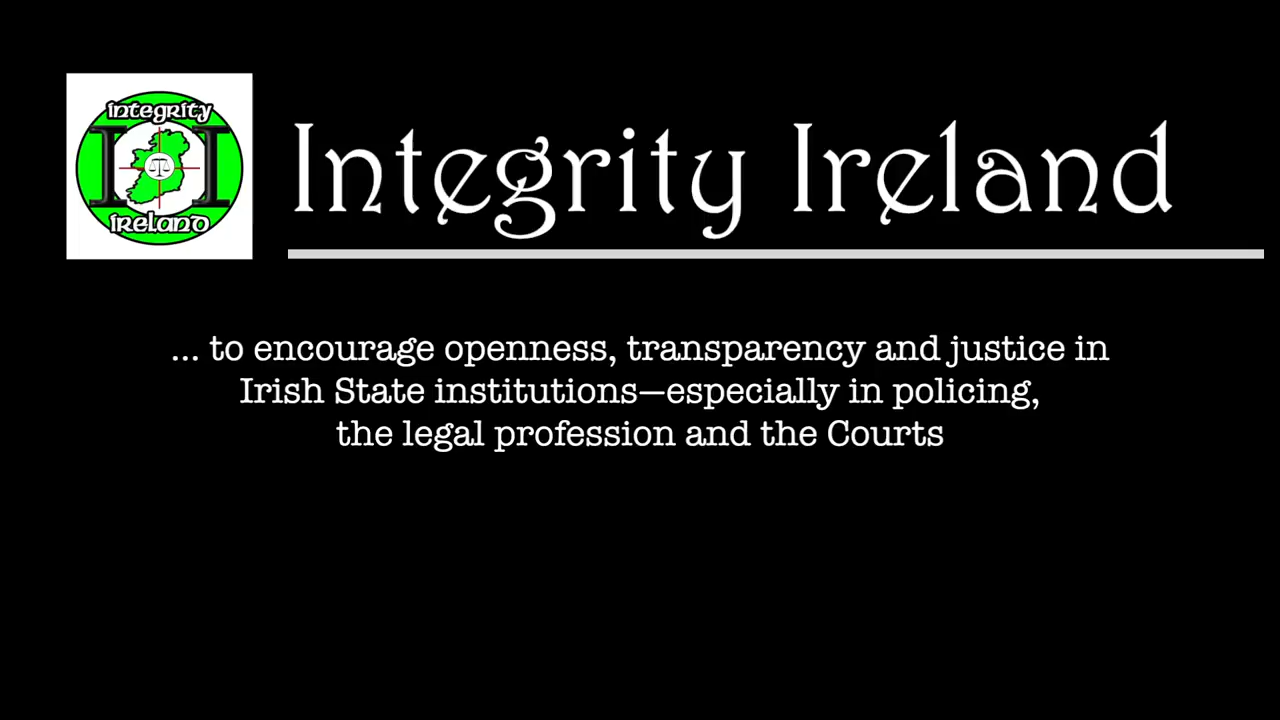 Integrity
I I
Ireland
Integrity Ireland
... to encourage openness, transparency and justice in
Irish State institutions—especially in policing,
the legal profession and the Courts